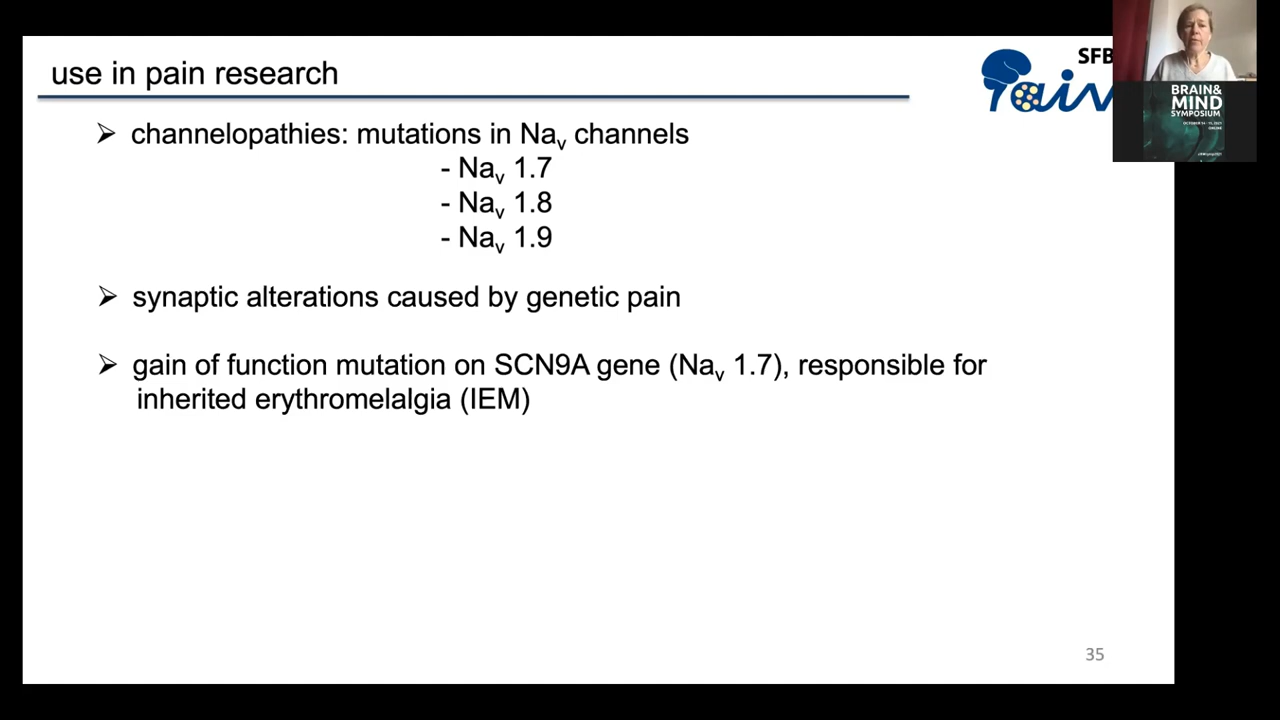 use in pain research
SFB
Pain
BRAIN&
MIND
SYMPOSIUM
ONLINE
➢ channelopathies: mutations in Nav channels
- Nav 1.7
- Nav 1.8
- Nav 1.9
➢ synaptic alterations caused by genetic pain
➢ gain of function mutation on SCN9A gene (Nav 1.7), responsible for
inherited erythromelalgia (IEM)
35